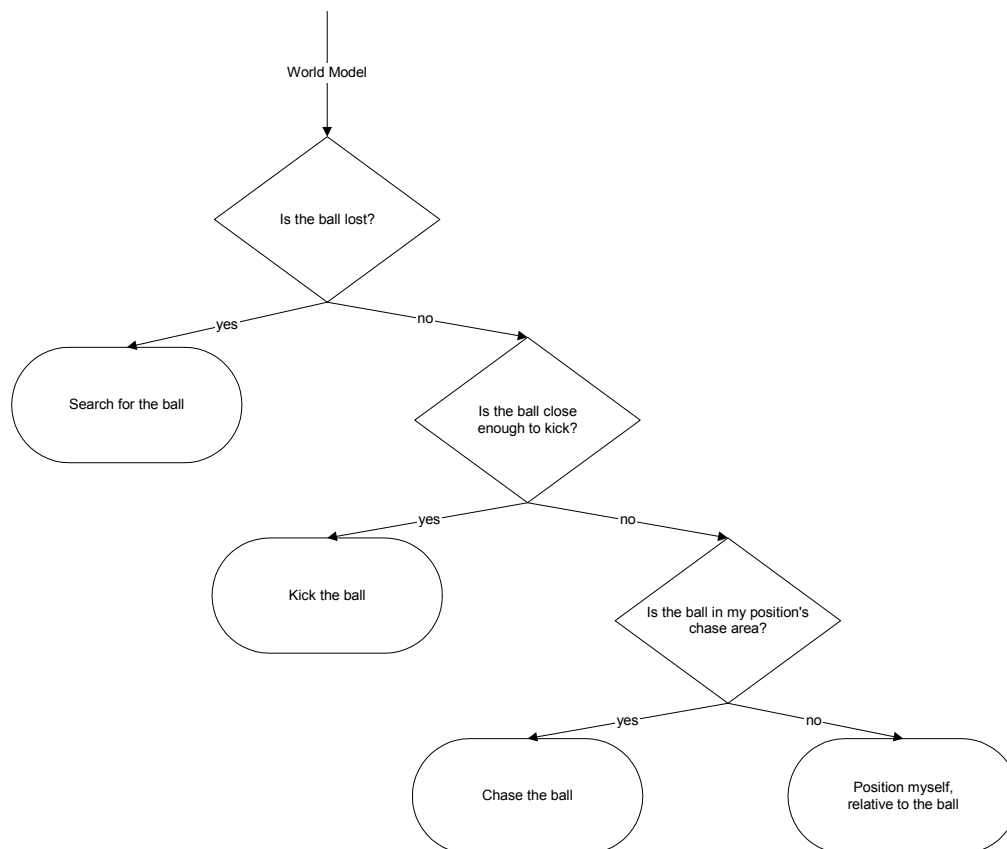 World Model
Is the ball lost?
yes
no
Search for the ball
Is the ball close
enough to kick?
yes
no
Kick the ball
Is the ball in my position's
chase area?
yes
no
Chase the ball
Position myself,
relative to the ball